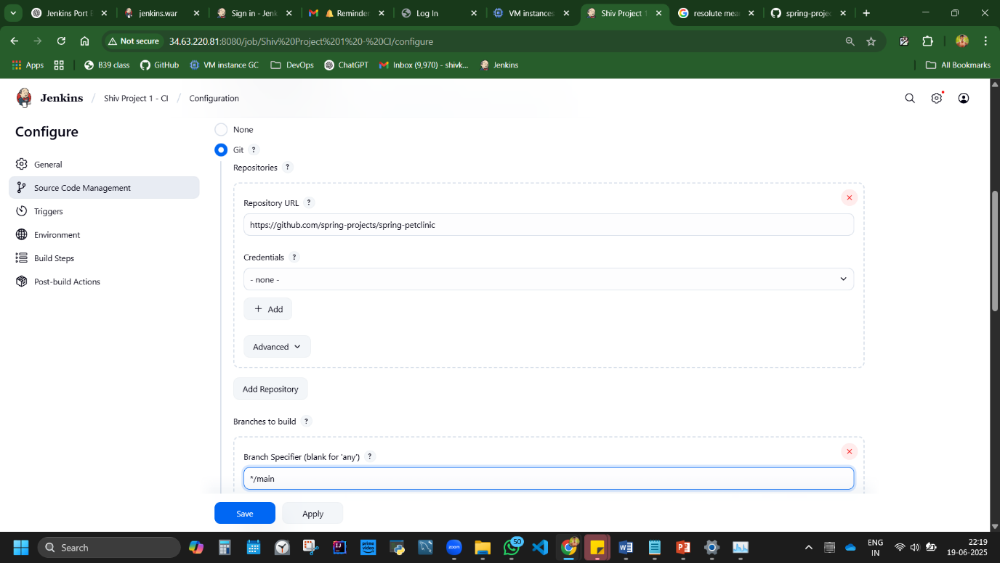 Jenkins Port E
jenkins.war
Sign in - Jenk
Reminder
Log In
VM instances
Shiv Project 1
resolute mea
spring-projec
Not secure
34.63.220.81:8080/job/Shiv%20Project%201%20-%20CI/configure
Apps
B39 class
GitHub
VM instance GC
DevOps
ChatGPT
Inbox (9,970) - shivk...
Jenkins
All Bookmarks
Jenkins / Shiv Project 1 - CI / Configuration
Configure
General
Source Code Management
Triggers
Environment
Build Steps
Post-build Actions
None
Git ?
Repositories ?
Repository URL ?
https://github.com/spring-projects/spring-petclinic
Credentials ?
- none -
+ Add
Advanced
Add Repository
Branches to build ?
Branch Specifier (blank for 'any') ?
*/main
Save
Apply
Search
prime video
zoom
50
ENG
IN
22:19
19-06-2025